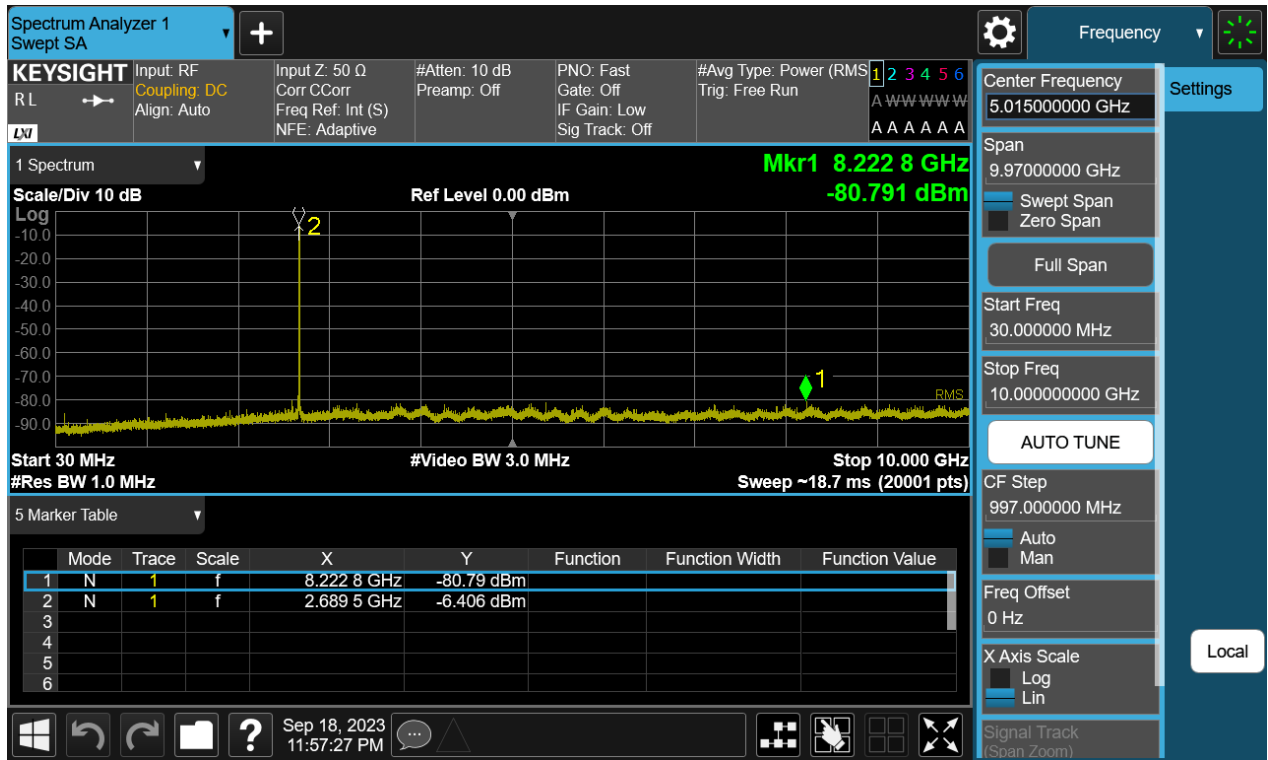 Spectrum Analyzer 1
Swept SA
+
Frequency
KEYSIGHT
RL
LXI
Input: RF
Coupling: DC
Align: Auto
Input Z: 50 Ω
Corr CCorr
Freq Ref: Int (S)
NFE: Adaptive
#Atten: 10 dB
Preamp: Off
PNO: Fast
Gate: Off
IF Gain: Low
Sig Track: Off
#Avg Type: Power (RMS
Trig: Free Run
1 2 3 4 5 6
A W W W W W
A A A A A A
1 Spectrum
Mkr1 8.222 8 GHz
-80.791 dBm
Scale/Div 10 dB
Ref Level 0.00 dBm
Log
-10.0
-20.0
-30.0
-40.0
-50.0
-60.0
-70.0
-80.0
-90.0
2
1
RMS
Start 30 MHz
#Video BW 3.0 MHz
Stop 10.000 GHz
#Res BW 1.0 MHz
Sweep ~18.7 ms (20001 pts)
5 Marker Table
Mode Trace Scale X Y Function Function Width Function Value
1 N 1 f 8.222 8 GHz -80.79 dBm
2 N 1 f 2.689 5 GHz -6.406 dBm
3
4
5
6
Sep 18, 2023
11:57:27 PM
?
Center Frequency
5.015000000 GHz
Span
9.97000000 GHz
Swept Span
Zero Span
Full Span
Start Freq
30.000000 MHz
Stop Freq
10.000000000 GHz
AUTO TUNE
CF Step
997.000000 MHz
Auto
Man
Freq Offset
0 Hz
X Axis Scale
Log
Lin
Signal Track
(Span Zoom)
Settings
Local